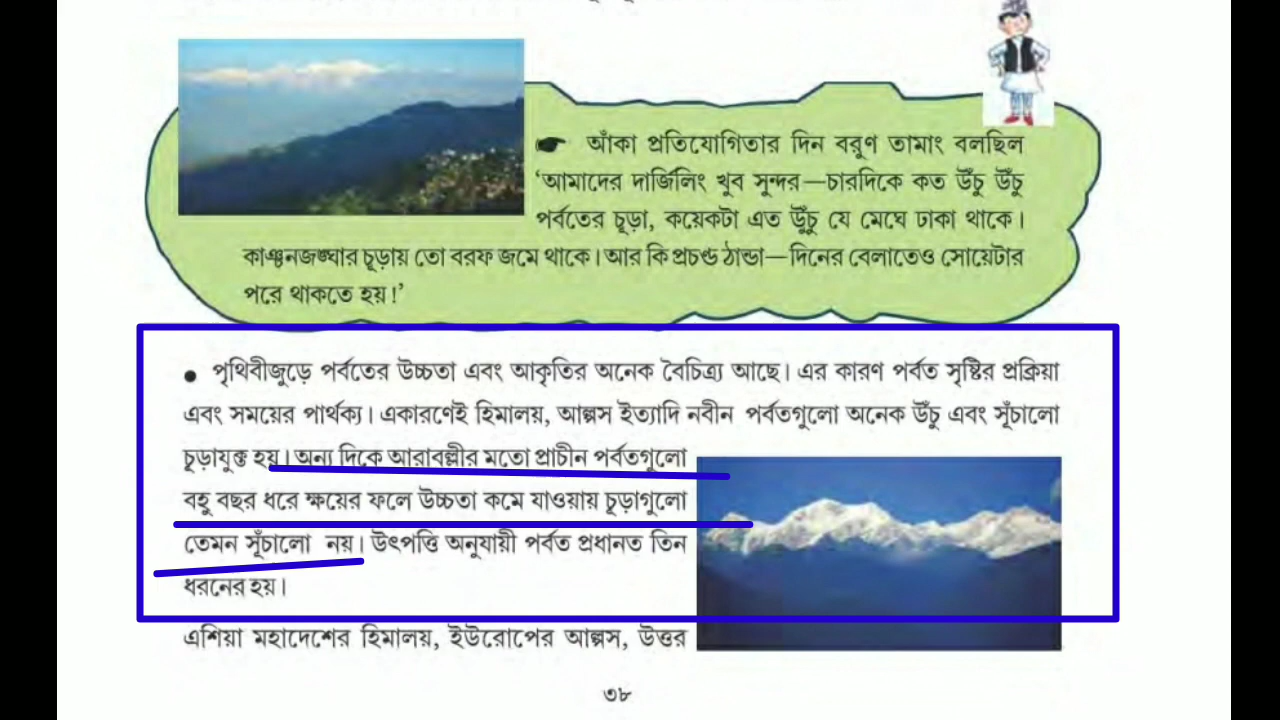 ☛ আঁকা প্রতিযোগিতার দিন বরুণ তামাং বলছিল
‘আমাদের দার্জিলিং খুব সুন্দর—চারদিকে কত উঁচু উঁচু
পর্বতের চূড়া, কয়েকটা এত উঁচু যে মেঘে ঢাকা থাকে।
কাঞ্চনজঙ্ঘার চূড়ায় তো বরফ জমে থাকে। আর কি প্রচণ্ড ঠান্ডা—দিনের বেলাতেও সোয়েটার
পরে থাকতে হয়!’
● পৃথিবীজুড়ে পর্বতের উচ্চতা এবং আকৃতির অনেক বৈচিত্র্য আছে। এর কারণ পর্বত সৃষ্টির প্রক্রিয়া
এবং সময়ের পার্থক্য। একারণেই হিমালয়, আল্পস ইত্যাদি নবীন পর্বতগুলো অনেক উঁচু এবং সূঁচালো
চূড়াযুক্ত হয়। অন্য দিকে আরাবল্লীর মতো প্রাচীন পর্বতগুলো
বহু বছর ধরে ক্ষয়ের ফলে উচ্চতা কমে যাওয়ায় চূড়াগুলো
তেমন সূঁচালো নয়। উৎপত্তি অনুযায়ী পর্বত প্রধানত তিন
ধরনের হয়।
এশিয়া মহাদেশের হিমালয়, ইউরোপের আল্পস, উত্তর
৩৮